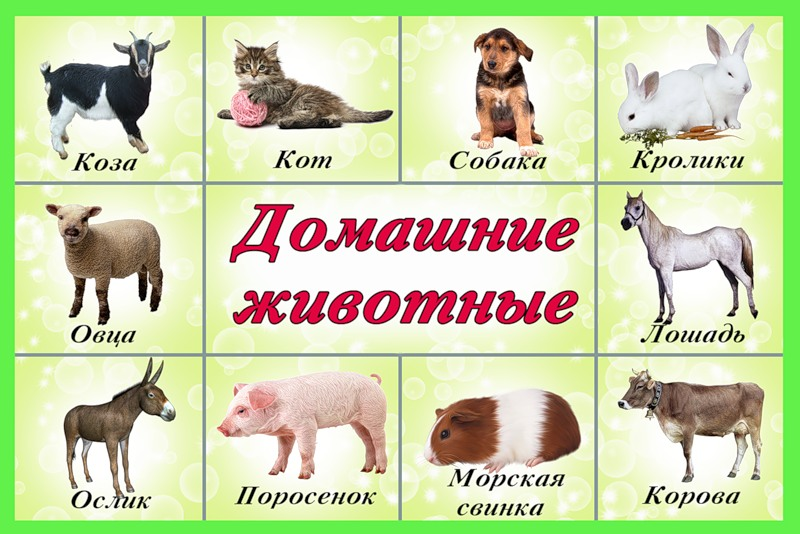 Коза
Кот
Собака
Кролики
Домашние
животные
Овца
Лошадь
Ослик
Поросенок
Морская
свинка
Корова